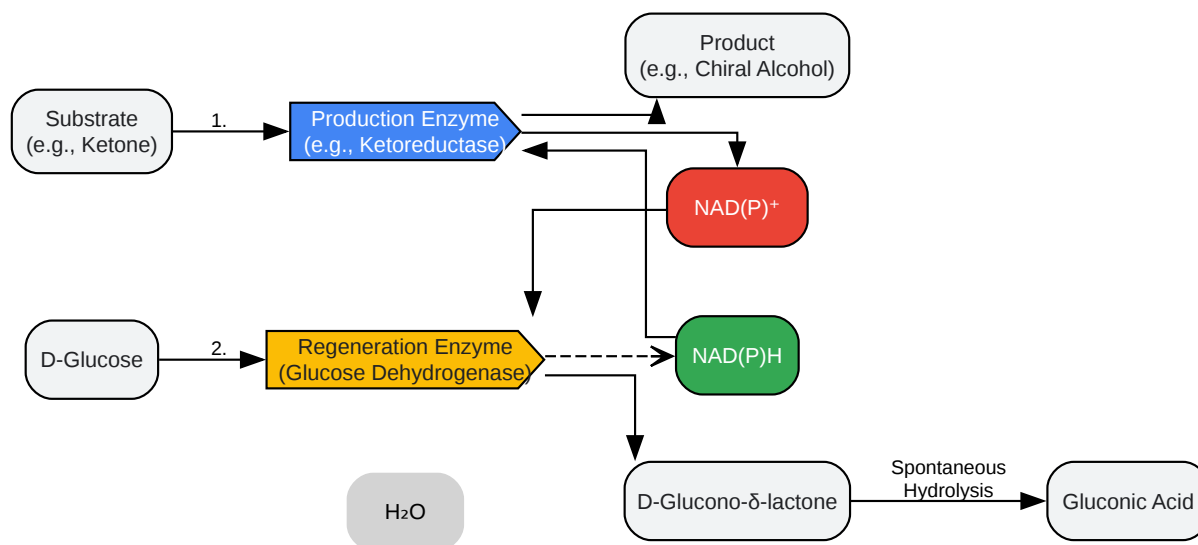 Product
(e.g., Chiral Alcohol)
Substrate
(e.g., Ketone)
1.
Production Enzyme
(e.g., Ketoreductase)
NAD(P)⁺
D-Glucose
2.
Regeneration Enzyme
(Glucose Dehydrogenase)
NAD(P)H
H₂O
D-Glucono-δ-lactone
Spontaneous
Hydrolysis
Gluconic Acid